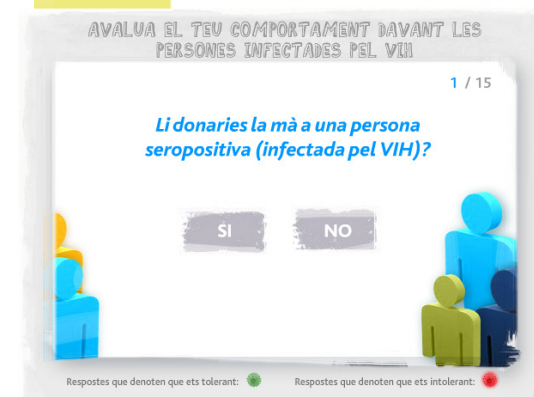 AVALUA EL TEU COMPORTAMENT DAVANT LES
PERSONES INFECTADES PEL VIH
1 / 15
Li donaries la mà a una persona
seropositiva (infectada pel VIH)?
SI NO
Respostes que denoten que ets tolerant: Respostes que denoten que ets intolerant: